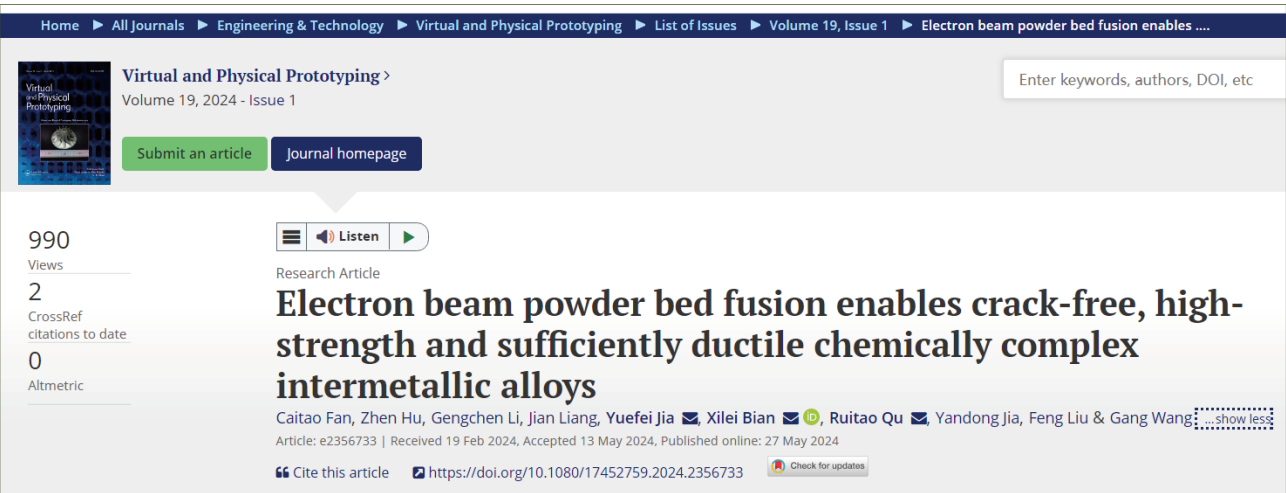 Home ▶ All Journals ▶ Engineering & Technology ▶ Virtual and Physical Prototyping ▶ List of Issues ▶ Volume 19, Issue 1 ▶ Electron beam powder bed fusion enables ....
Virtual
and Physical
Prototyping
Virtual and Physical Prototyping >
Volume 19, 2024 - Issue 1
Enter keywords, authors, DOI, etc
Submit an article
Journal homepage
990
Views
2
CrossRef
citations to date
0
Altmetric
Listen
Research Article
Electron beam powder bed fusion enables crack-free, high-
strength and sufficiently ductile chemically complex
intermetallic alloys
Caitao Fan, Zhen Hu, Gengchen Li, Jian Liang, Yuefei Jia, Xilei Bian iD, Ruitao Qu, Yandong Jia, Feng Liu & Gang Wang ...show less
Article: e2356733 | Received 19 Feb 2024, Accepted 13 May 2024, Published online: 27 May 2024
Cite this article https://doi.org/10.1080/17452759.2024.2356733 Check for updates